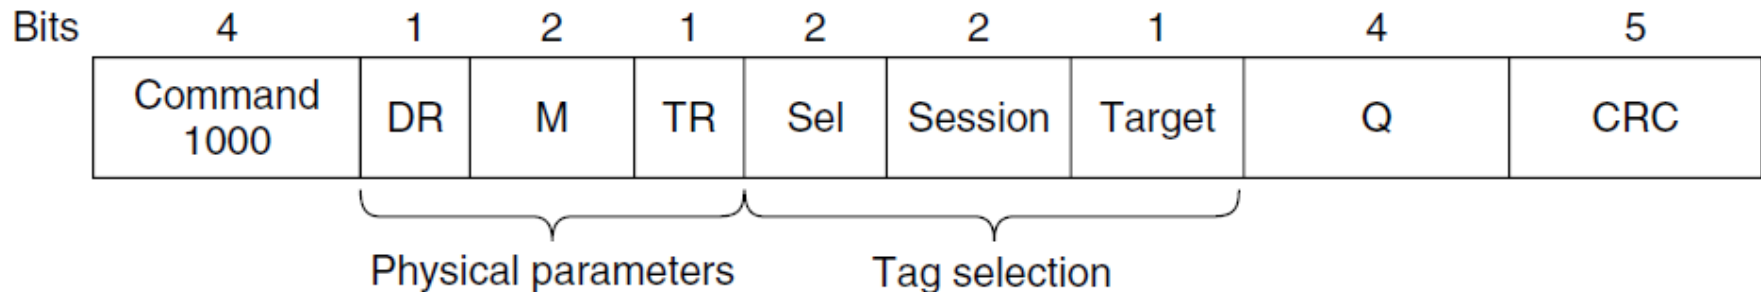 Bits 4 1 2 1 2 2 1 4 5
Command 1000 DR M TR Sel Session Target Q CRC
Physical parameters Tag selection